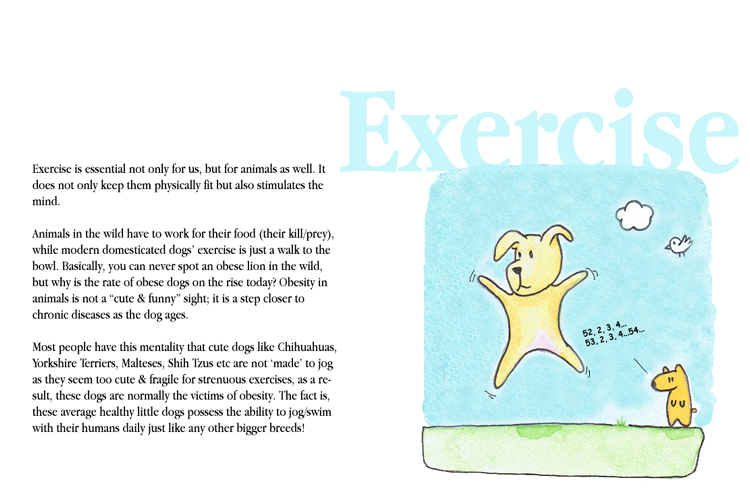 Exercise
Exercise is essential not only for us, but for animals as well. It
does not only keep them physically fit but also stimulates the
mind.
Animals in the wild have to work for their food (their kill/prey),
while modern domesticated dogs' exercise is just a walk to the
bowl. Basically, you can never spot an obese lion in the wild,
but why is the rate of obese dogs on the rise today? Obesity in
animals is not a “cute & funny” sight; it is a step closer to
chronic diseases as the dog ages.
Most people have this mentality that cute dogs like Chihuahuas,
Yorkshire Terriers, Malteses, Shih Tzus etc are not ‘made’ to jog
as they seem too cute & fragile for strenuous exercises, as a re-
sult, these dogs are normally the victims of obesity. The fact is,
these average healthy little dogs possess the ability to jog/swim
with their humans daily just like any other bigger breeds!
52, 2, 3, 4...
53, 2, 3, 4...54...